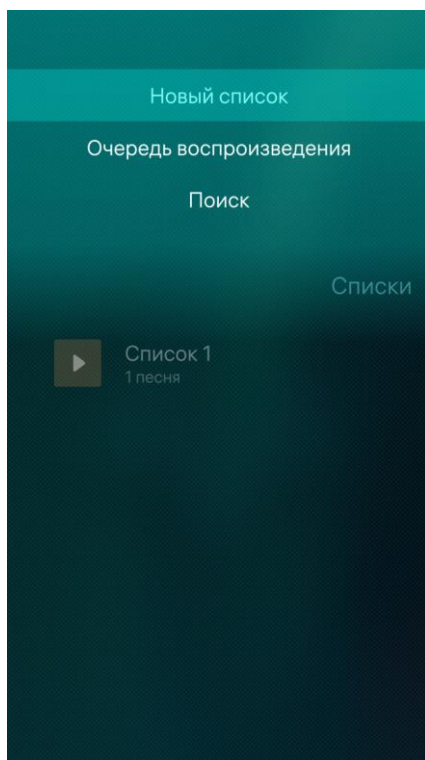 Новый список
Очередь воспроизведения
Поиск
Списки
Список 1
1 песня